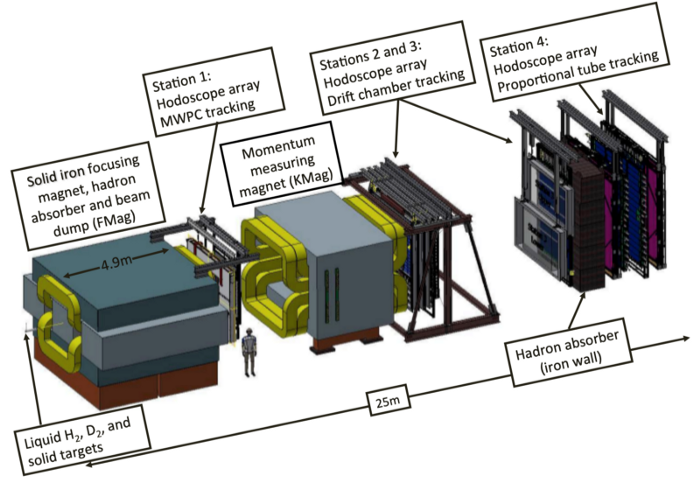 Station 4:
Hodoscope array
Proportional tube tracking
Stations 2 and 3:
Hodoscope array
Drift chamber tracking
Station 1:
Hodoscope array
MWPC tracking
Momentum
measuring
magnet (KMag)
Solid iron focusing
magnet, hadron
absorber and beam
dump (FMag)
4.9m
Hadron absorber
(iron wall)
25m
Liquid H₂, D₂, and
solid targets